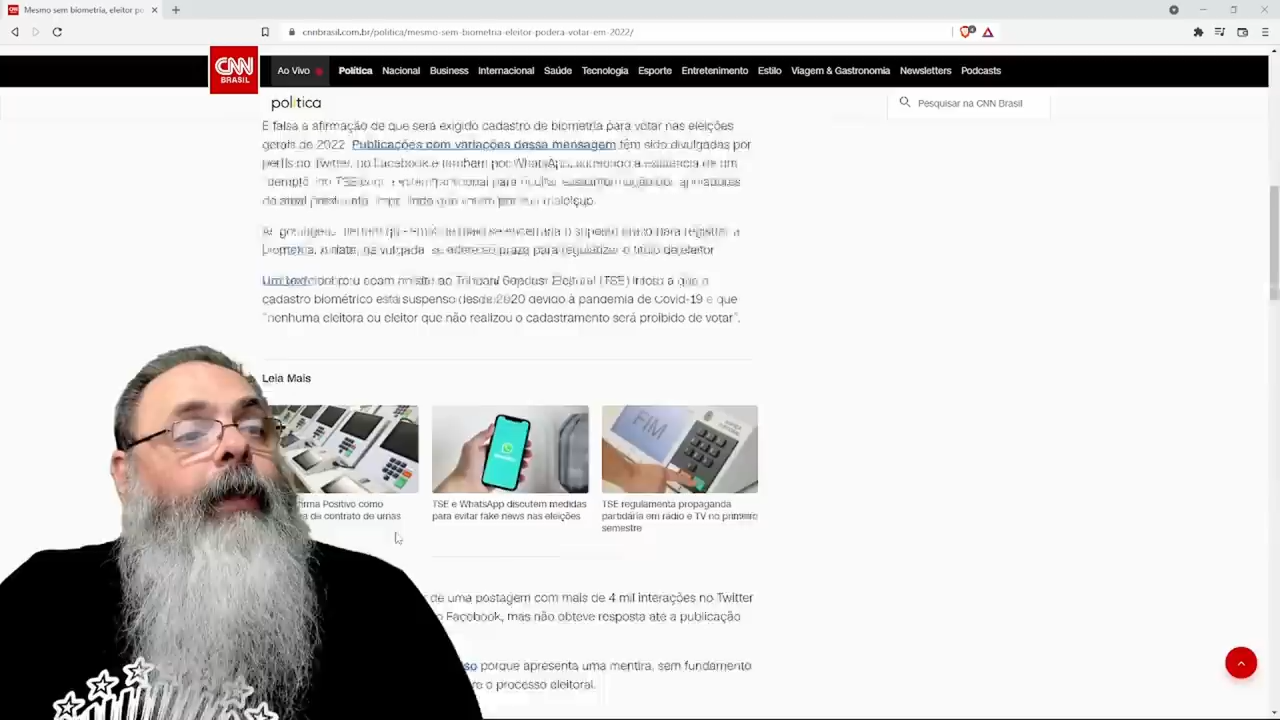 Mesmo sem biometria, eleitor po
cnnbrasil.com.br/politica/mesmo-sem-biometria-eleitor-podera-votar-em-2022/
CNN
BRASIL
Ao Vivo
Política
Nacional
Business
Internacional
Saúde
Tecnologia
Esporte
Entretenimento
Estilo
Viagem & Gastronomia
Newsletters
Podcasts
política
Pesquisar na CNN Brasil
É falsa a afirmação de que será exigido cadastro de biometria para votar nas eleições
gerais de 2022. Publicações com variações dessa mensagem têm sido divulgadas por
perfis no Twitter, no Facebook e também por WhatsApp,
para regularizar o título de eleitor
Um texto Tribunal Superior Eleitoral (TSE) que o
cadastro biométrico está suspenso desde 2020 devido à pandemia de Covid-19 e que
"nenhuma eleitora ou eleitor que não realizou o cadastramento será proibido de votar".
Leia Mais
irma Positivo como
de contrato de urnas
TSE e WhatsApp discutem medidas
para evitar fake news nas eleições
FIM
TSE regulamenta propaganda
partidária em rádio e TV no primeiro
semestre
de uma postagem com mais de 4 mil interações no Twitter
o Facebook, mas não obteve resposta até a publicação
so porque apresenta uma mentira, sem fundamento
re o processo eleitoral.